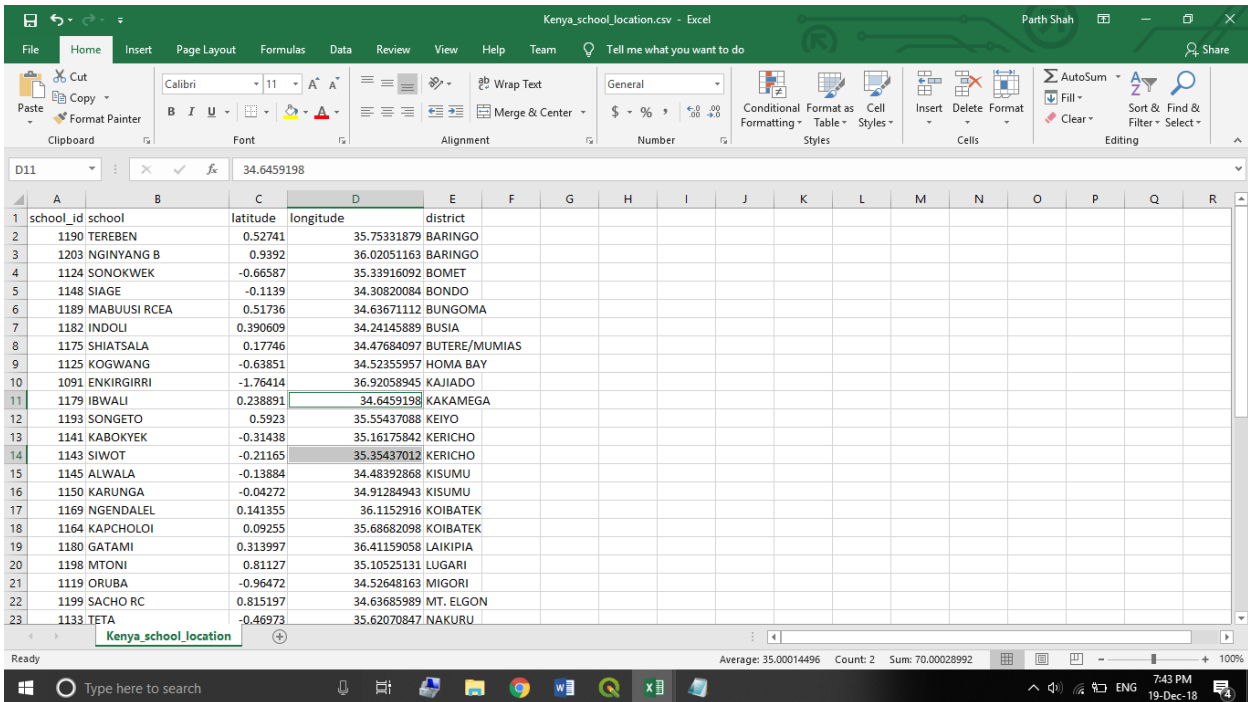 Kenya_school_location.csv - Excel Parth Shah
File Home Insert Page Layout Formulas Data Review View Help Team Tell me what you want to do Share
Paste Cut Copy Format Painter Clipboard
Calibri 11 A A B I U A Font
ab Wrap Text Merge & Center Alignment
General $ % , .00 .0 Number
Conditional Formatting Format as Table Cell Styles Styles
Insert Delete Format Cells
AutoSum Fill Clear Sort & Filter Find & Select Editing
D11 fx 34.6459198
A B C D E F G H I J K L M N O P Q R
1 school_id school latitude longitude district
2 1190 TEREBEN 0.52741 35.75331879 BARINGO
3 1203 NGINYANG B 0.9392 36.02051163 BARINGO
4 1124 SONOKWEK -0.66587 35.33916092 BOMET
5 1148 SIAGE -0.1139 34.30820084 BONDO
6 1189 MABUUSI RCEA 0.51736 34.63671112 BUNGOMA
7 1182 INDOLI 0.390609 34.24145889 BUSIA
8 1175 SHIATSALA 0.17746 34.47684097 BUTERE/MUMIAS
9 1125 KOGWANG -0.63851 34.52355957 HOMA BAY
10 1091 ENKIRGIRRI -1.76414 36.92058945 KAJIADO
11 1179 IBWALI 0.238891 34.6459198 KAKAMEGA
12 1193 SONGETO 0.5923 35.55437088 KEIYO
13 1141 KABOKYEK -0.31438 35.16175842 KERICHO
14 1143 SIWOT -0.21165 35.35437012 KERICHO
15 1145 ALWALA -0.13884 34.48392868 KISUMU
16 1150 KARUNGA -0.04272 34.91284943 KISUMU
17 1169 NGENDALEL 0.141355 36.1152916 KOIBATEK
18 1164 KAPCHOLOI 0.09255 35.68682098 KOIBATEK
19 1180 GATAMI 0.313997 36.41159058 LAIKIPIA
20 1198 MTONI 0.81127 35.10525131 LUGARI
21 1119 ORUBA -0.96472 34.52648163 MIGORI
22 1199 SACHO RC 0.815197 34.63685989 MT. ELGON
23 1133 TETA -0.46973 35.62070847 NAKURU
Kenya_school_location
Ready Average: 35.00014496 Count: 2 Sum: 70.00028992 100%
Type here to search ENG 7:43 PM
19-Dec-18 4